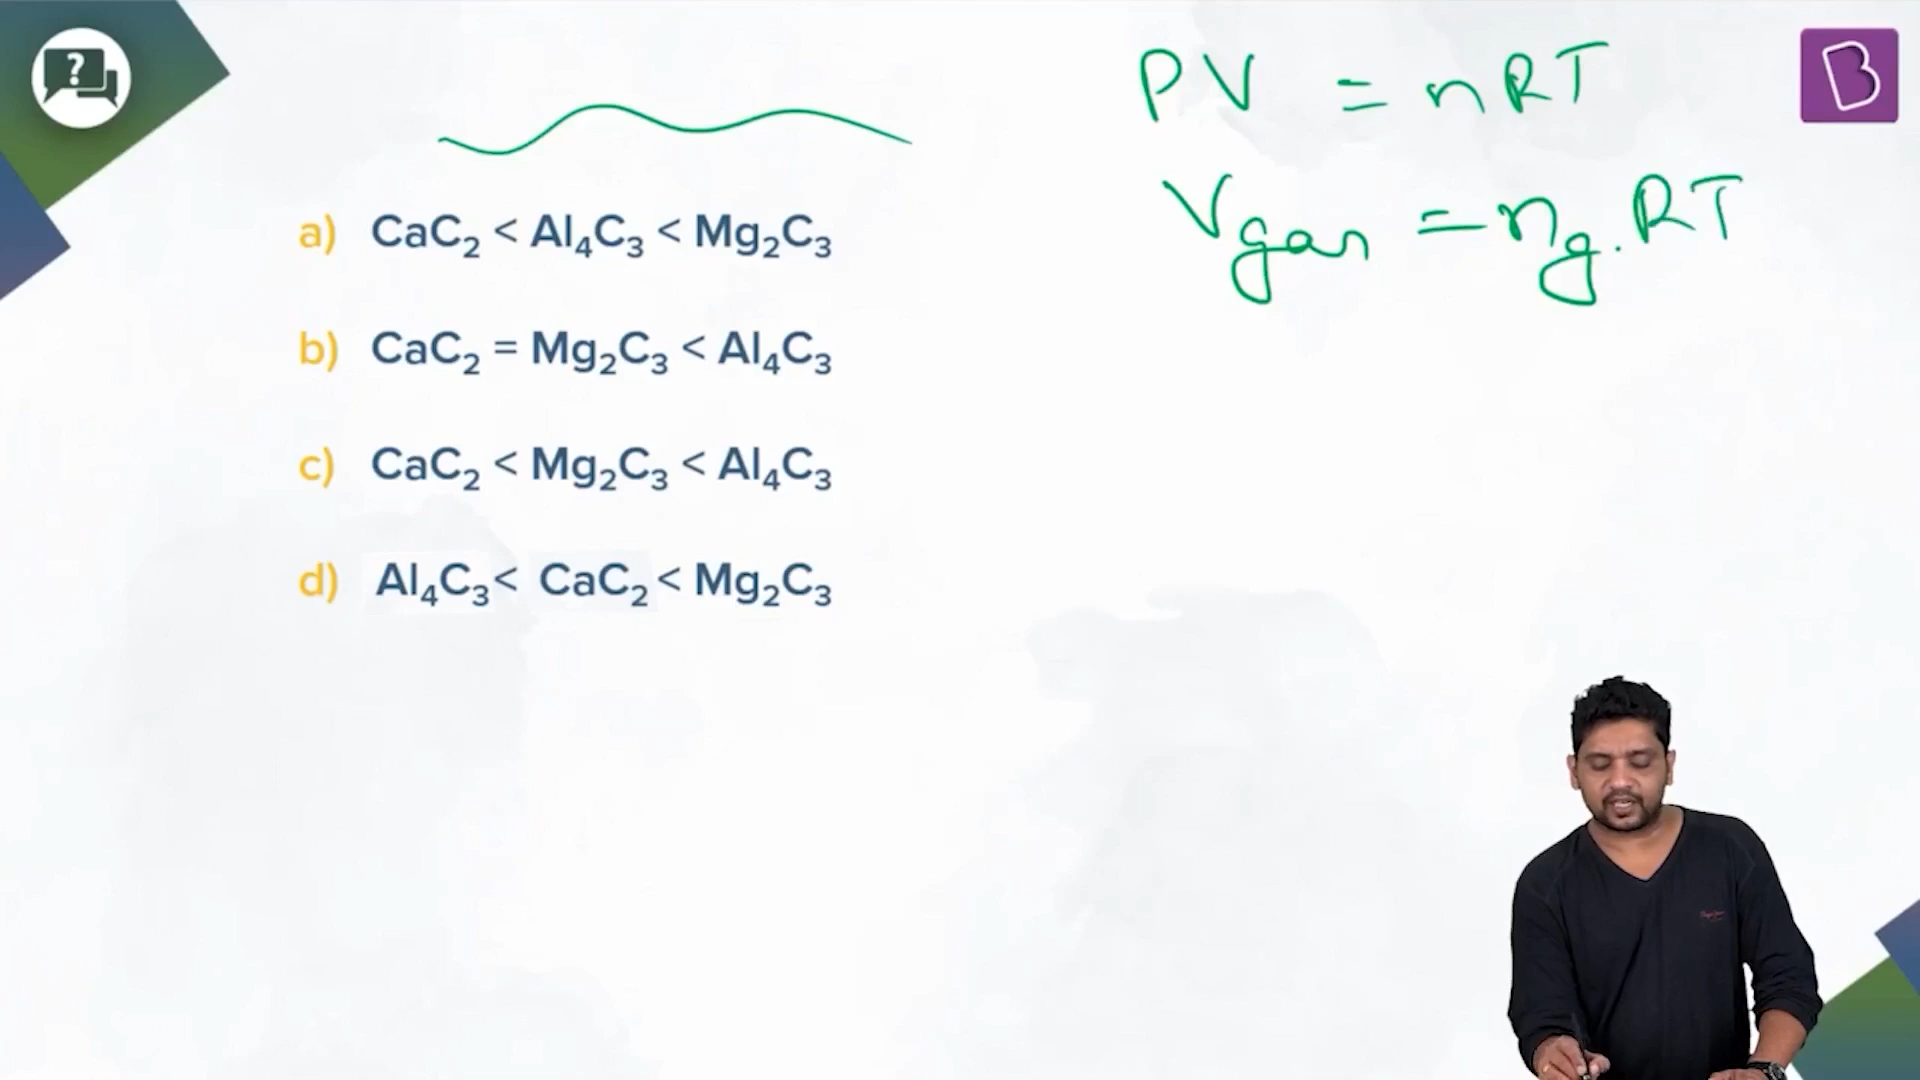 ?
PV = nRT
B
Vgas = ng.RT
a) CaC₂ < Al₄C₃ < Mg₂C₃
b) CaC₂ = Mg₂C₃ < Al₄C₃
c) CaC₂ < Mg₂C₃ < Al₄C₃
d) Al₄C₃ < CaC₂ < Mg₂C₃